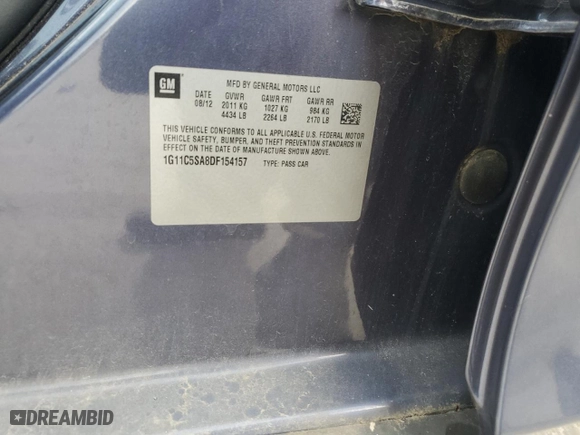 GM
MFD BY GENERAL MOTORS LLC
DATE GVWR GAWR FRT GAWR RR
08/12 2011 KG 1027 KG 984 KG
4434 LB 2264 LB 2170 LB
THIS VEHICLE CONFORMS TO ALL APPLICABLE U.S. FEDERAL MOTOR
VEHICLE SAFETY, BUMPER, AND THEFT PREVENTION STANDARDS IN
EFFECT ON THE DATE OF MANUFACTURE SHOWN ABOVE.
1G11C5SA8DF154157 TYPE: PASS CAR
DREAMBID